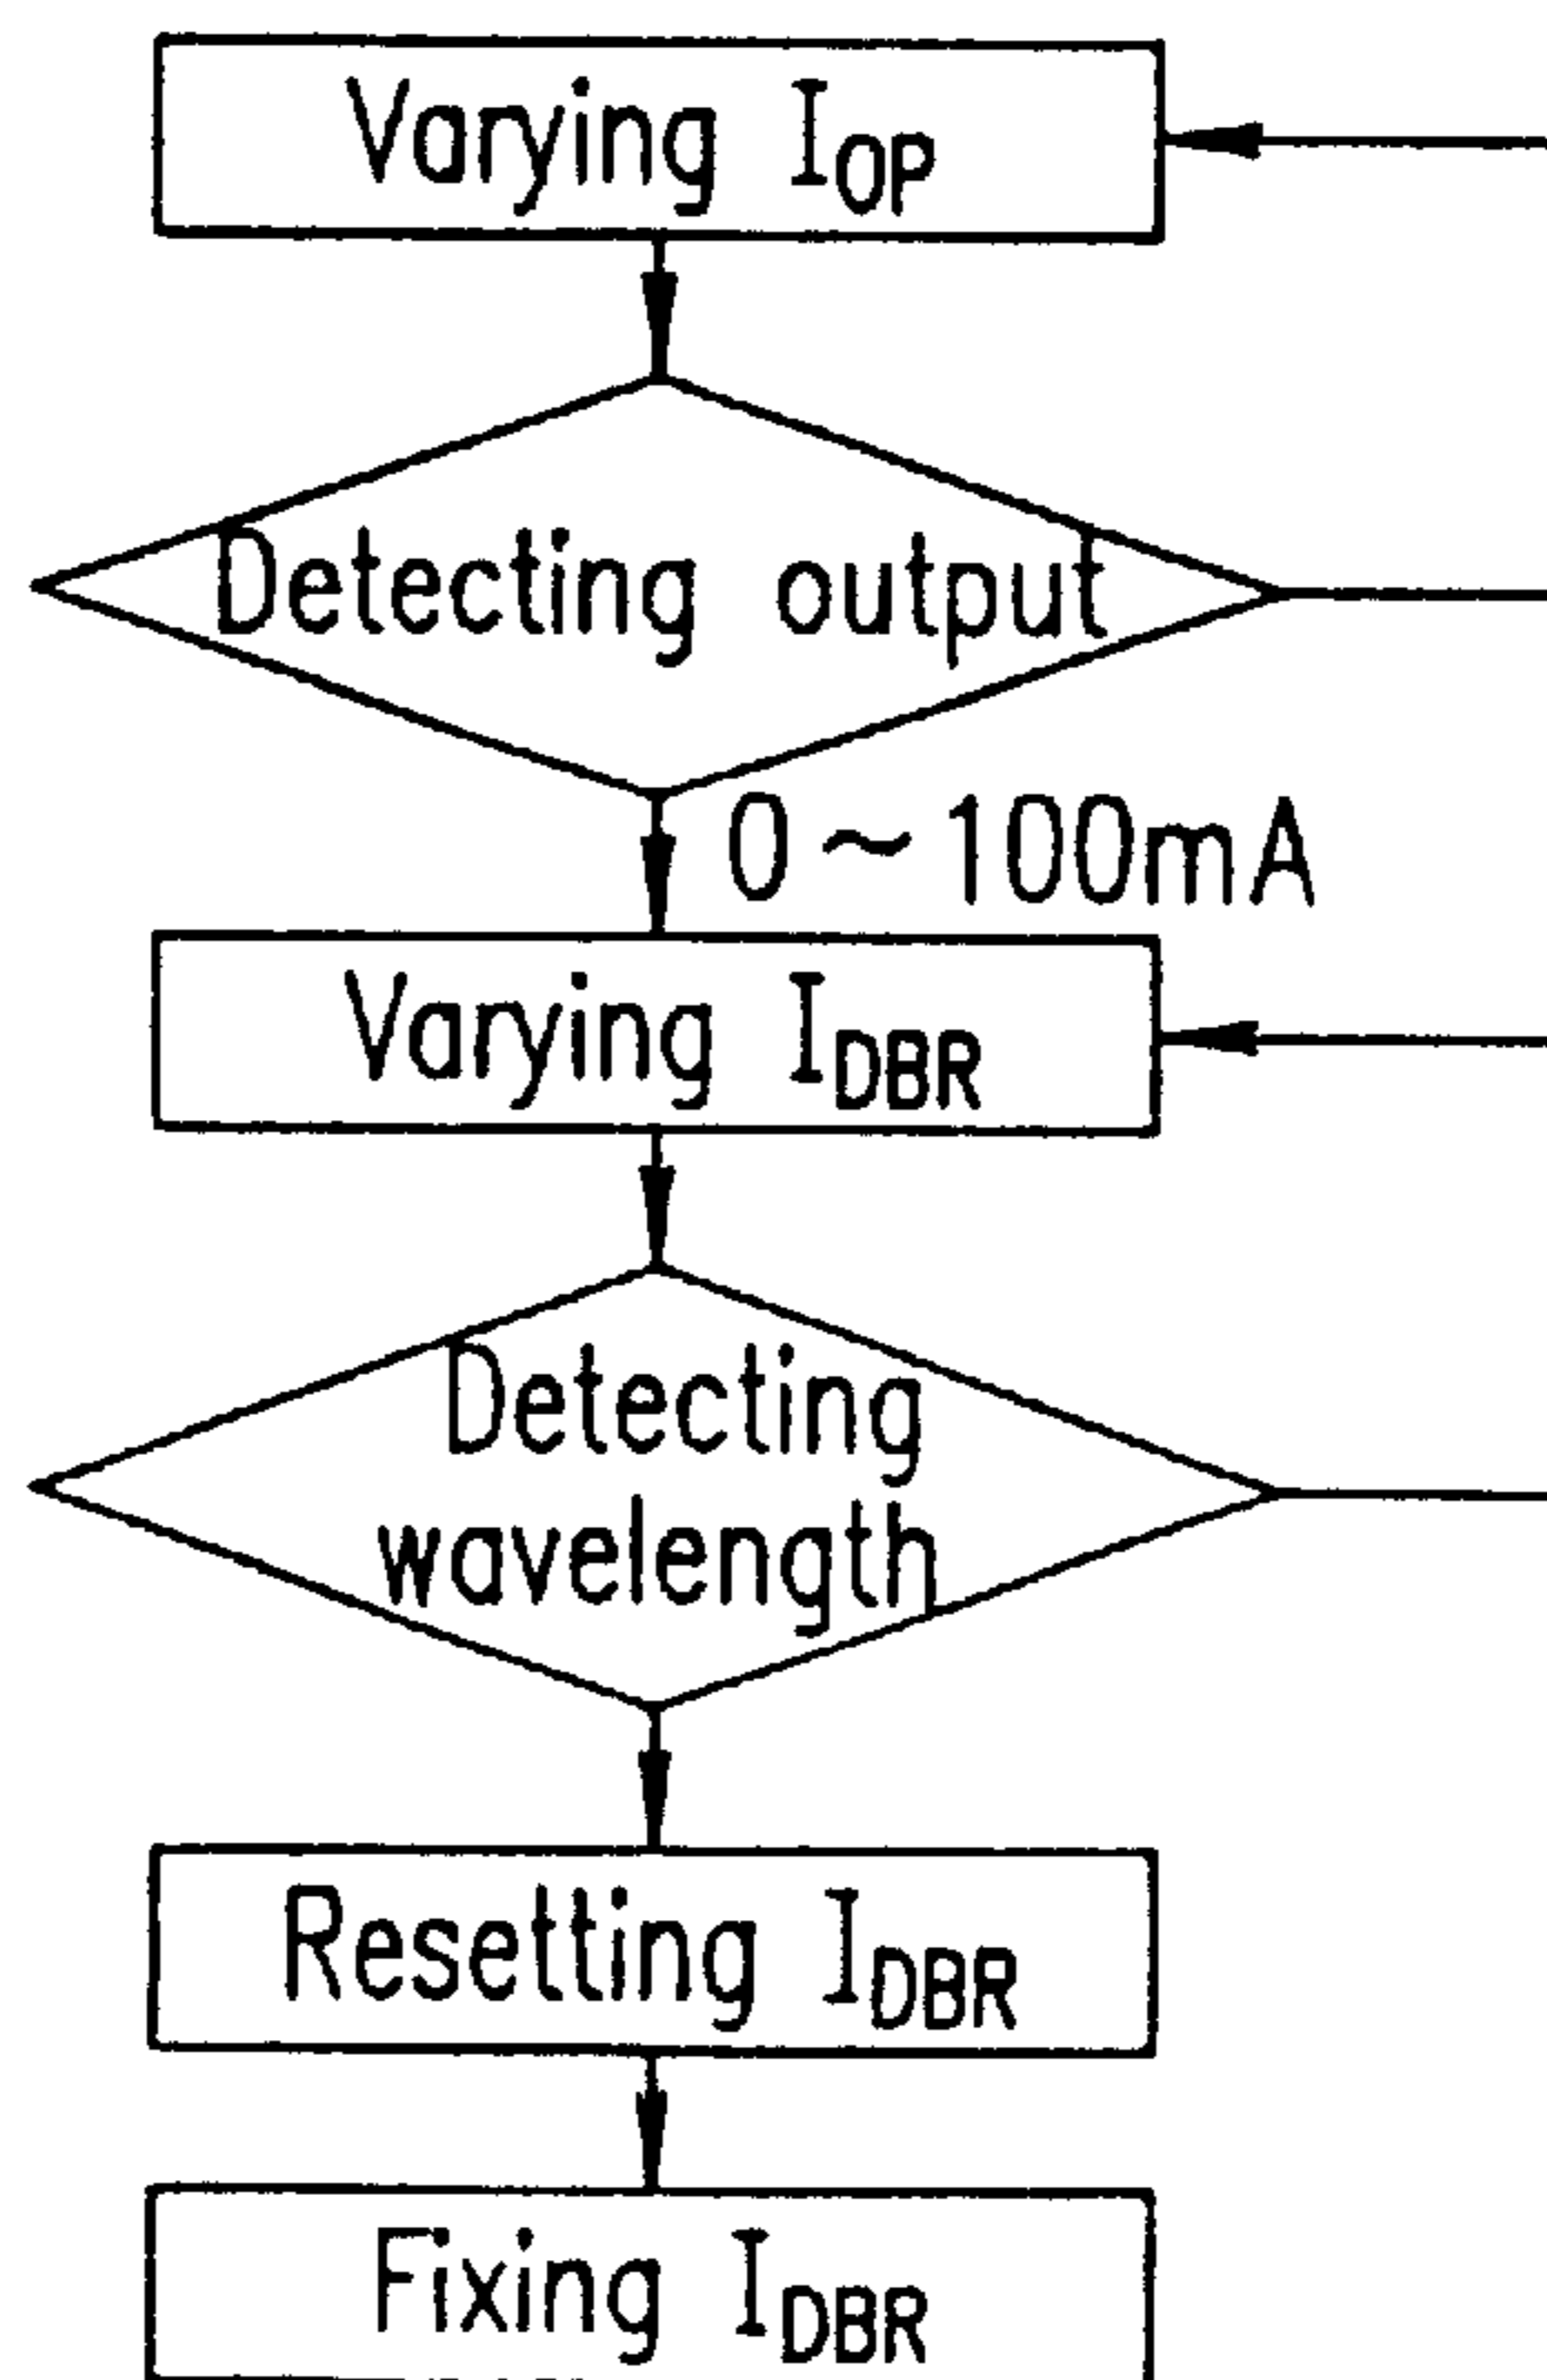 Varying I_OP
Detecting output
0~100mA
Varying I_DBR
Detecting
wavelength
Resetting I_DBR
Fixing I_DBR